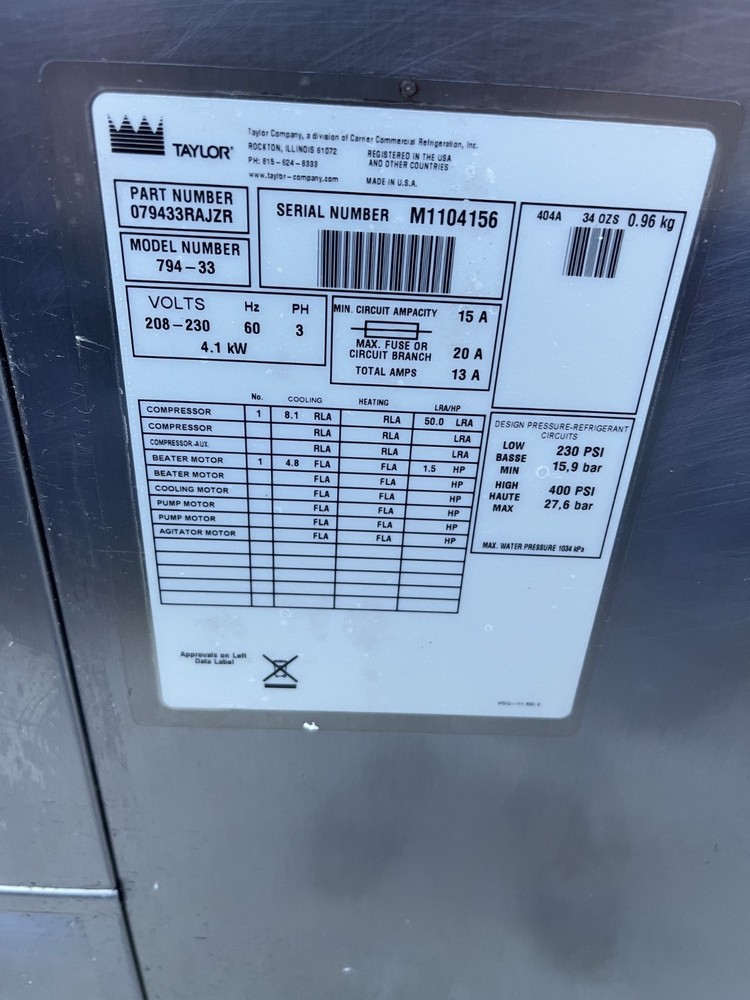 TAYLOR®
Taylor Company, a division of Carrier Commercial Refrigeration, Inc.
ROCKTON, ILLINOIS 61072
PH: 815-624-8333
www.taylor-company.com
REGISTERED IN THE USA
AND OTHER COUNTRIES
MADE IN U.S.A.
PART NUMBER
079433RAJZR
SERIAL NUMBER M1104156
404A 34 OZS 0.96 kg
MODEL NUMBER
794-33
VOLTS Hz PH
208-230 60 3
4.1 kW
MIN. CIRCUIT AMPACITY 15 A
MAX. FUSE OR
CIRCUIT BRANCH 20 A
TOTAL AMPS 13 A
No. COOLING HEATING LRA/HP
COMPRESSOR 1 8.1 RLA RLA 50.0 LRA
COMPRESSOR RLA RLA LRA
COMPRESSOR-AUX. RLA RLA LRA
BEATER MOTOR 1 4.8 FLA FLA 1.5 HP
BEATER MOTOR FLA FLA HP
COOLING MOTOR FLA FLA HP
PUMP MOTOR FLA FLA HP
PUMP MOTOR FLA FLA HP
AGITATOR MOTOR FLA FLA HP
DESIGN PRESSURE-REFRIGERANT
CIRCUITS
LOW
BASSE
MIN
230 PSI
15,9 bar
HIGH
HAUTE
MAX
400 PSI
27,6 bar
MAX. WATER PRESSURE 1034 kPa
Approvals on Left
Data Label